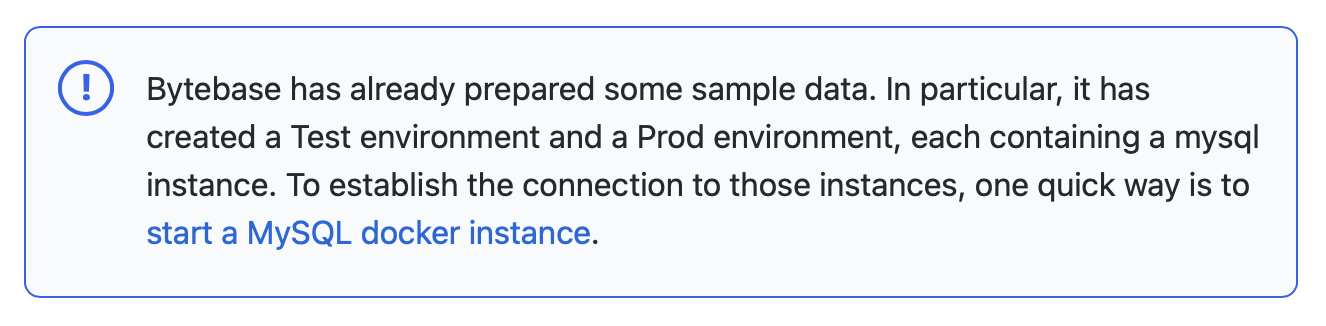 Bytebase has already prepared some sample data. In particular, it has
created a Test environment and a Prod environment, each containing a mysql
instance. To establish the connection to those instances, one quick way is to
start a MySQL docker instance.